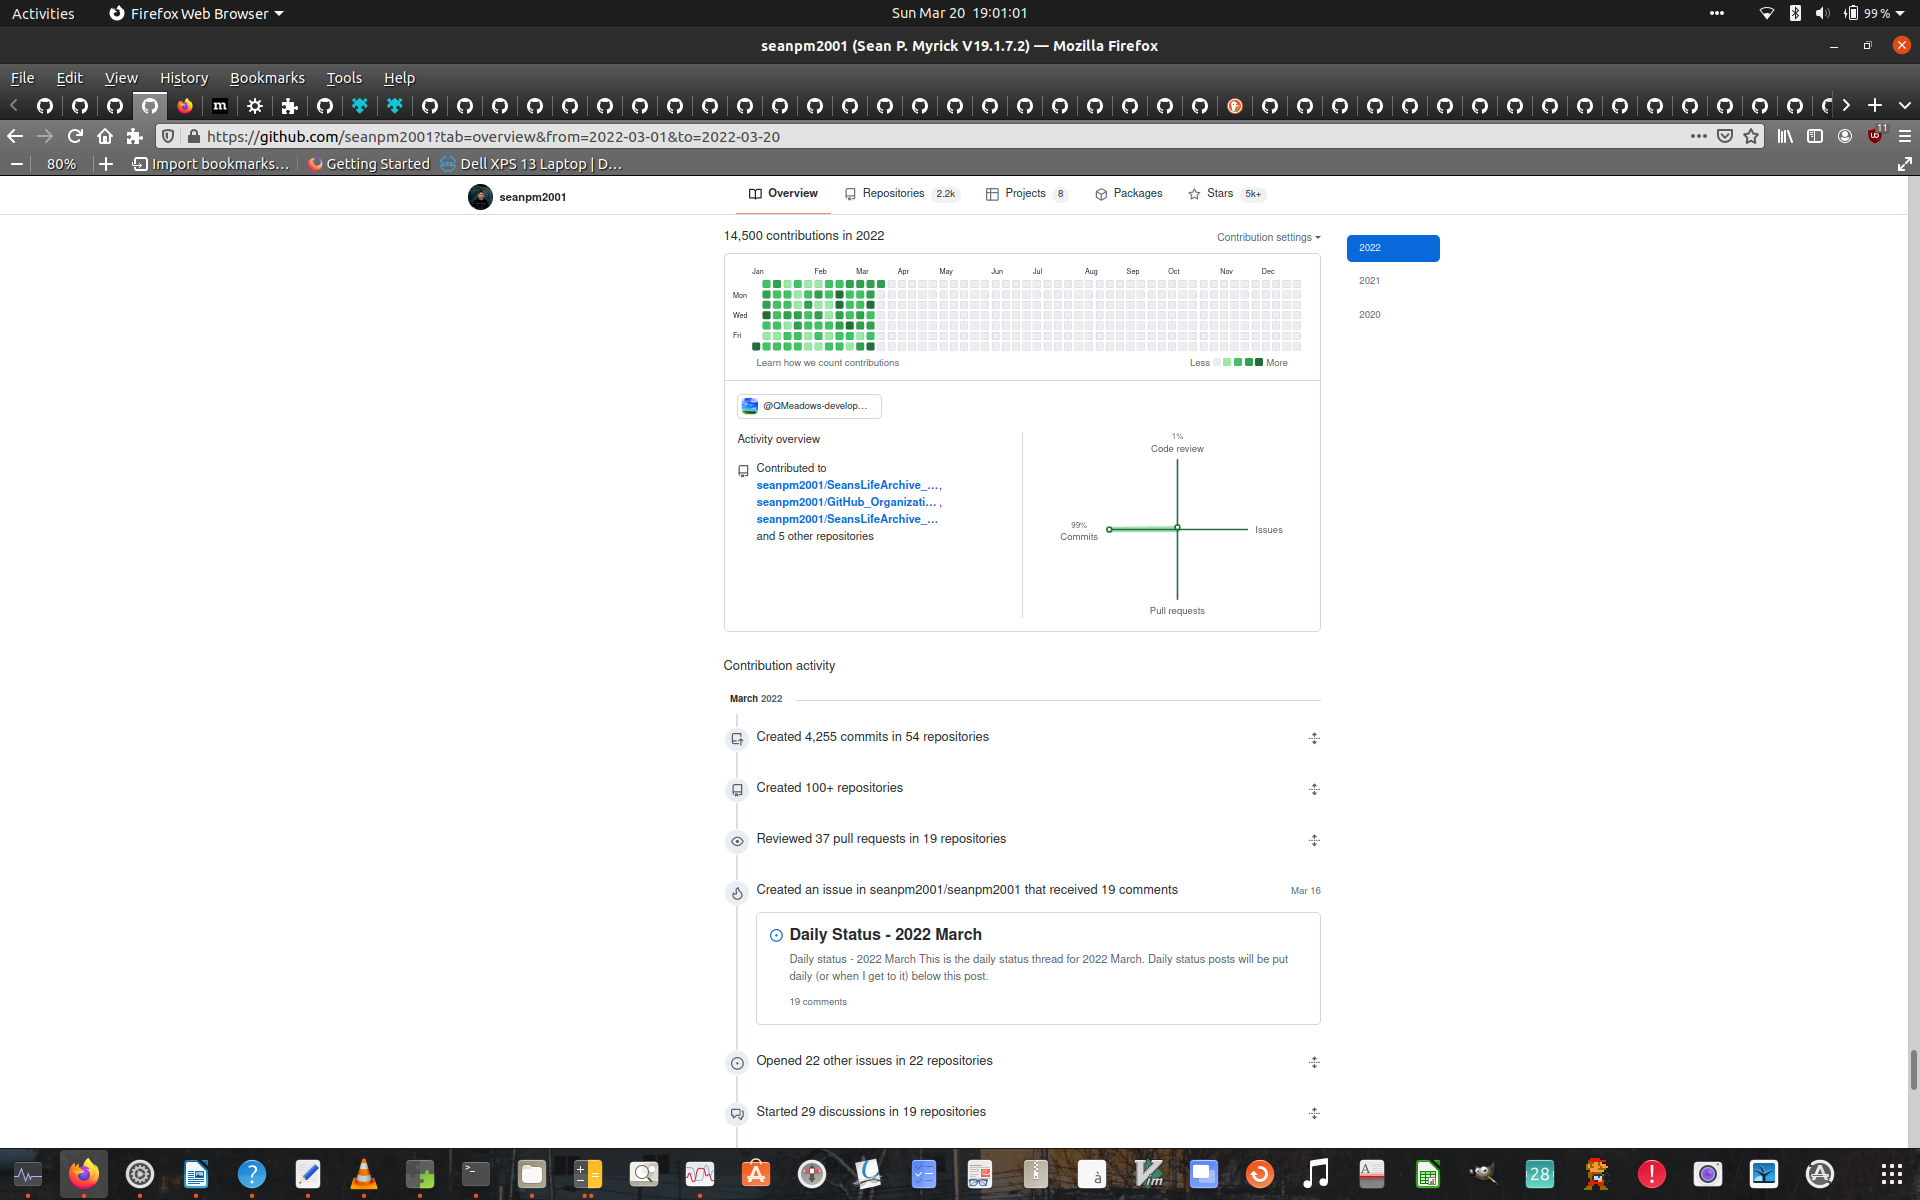 Activities
Firefox Web Browser
Sun Mar 20 19:01:01
99 %
seanpm2001 (Sean P. Myrick V19.1.7.2) — Mozilla Firefox
File Edit View History Bookmarks Tools Help
https://github.com/seanpm2001?tab=overview&from=2022-03-01&to=2022-03-20
11
80%
Import bookmarks...
Getting Started
Dell XPS 13 Laptop | D...
seanpm2001
Overview
Repositories 2.2k
Projects 8
Packages
Stars 5k+
14,500 contributions in 2022
Contribution settings
2022
2021
2020
Jan Feb Mar Apr May Jun Jul Aug Sep Oct Nov Dec
Mon
Wed
Fri
Learn how we count contributions
Less More
@QMeadows-develop...
Activity overview
Contributed to
seanpm2001/SeansLifeArchive_...,
seanpm2001/GitHub_Organizati... ,
seanpm2001/SeansLifeArchive_...
and 5 other repositories
1%
Code review
99%
Commits
Issues
Pull requests
Contribution activity
March 2022
Created 4,255 commits in 54 repositories
Created 100+ repositories
Reviewed 37 pull requests in 19 repositories
Created an issue in seanpm2001/seanpm2001 that received 19 comments
Mar 16
Daily Status - 2022 March
Daily status - 2022 March This is the daily status thread for 2022 March. Daily status posts will be put
daily (or when I get to it) below this post.
19 comments
Opened 22 other issues in 22 repositories
Started 29 discussions in 19 repositories
28